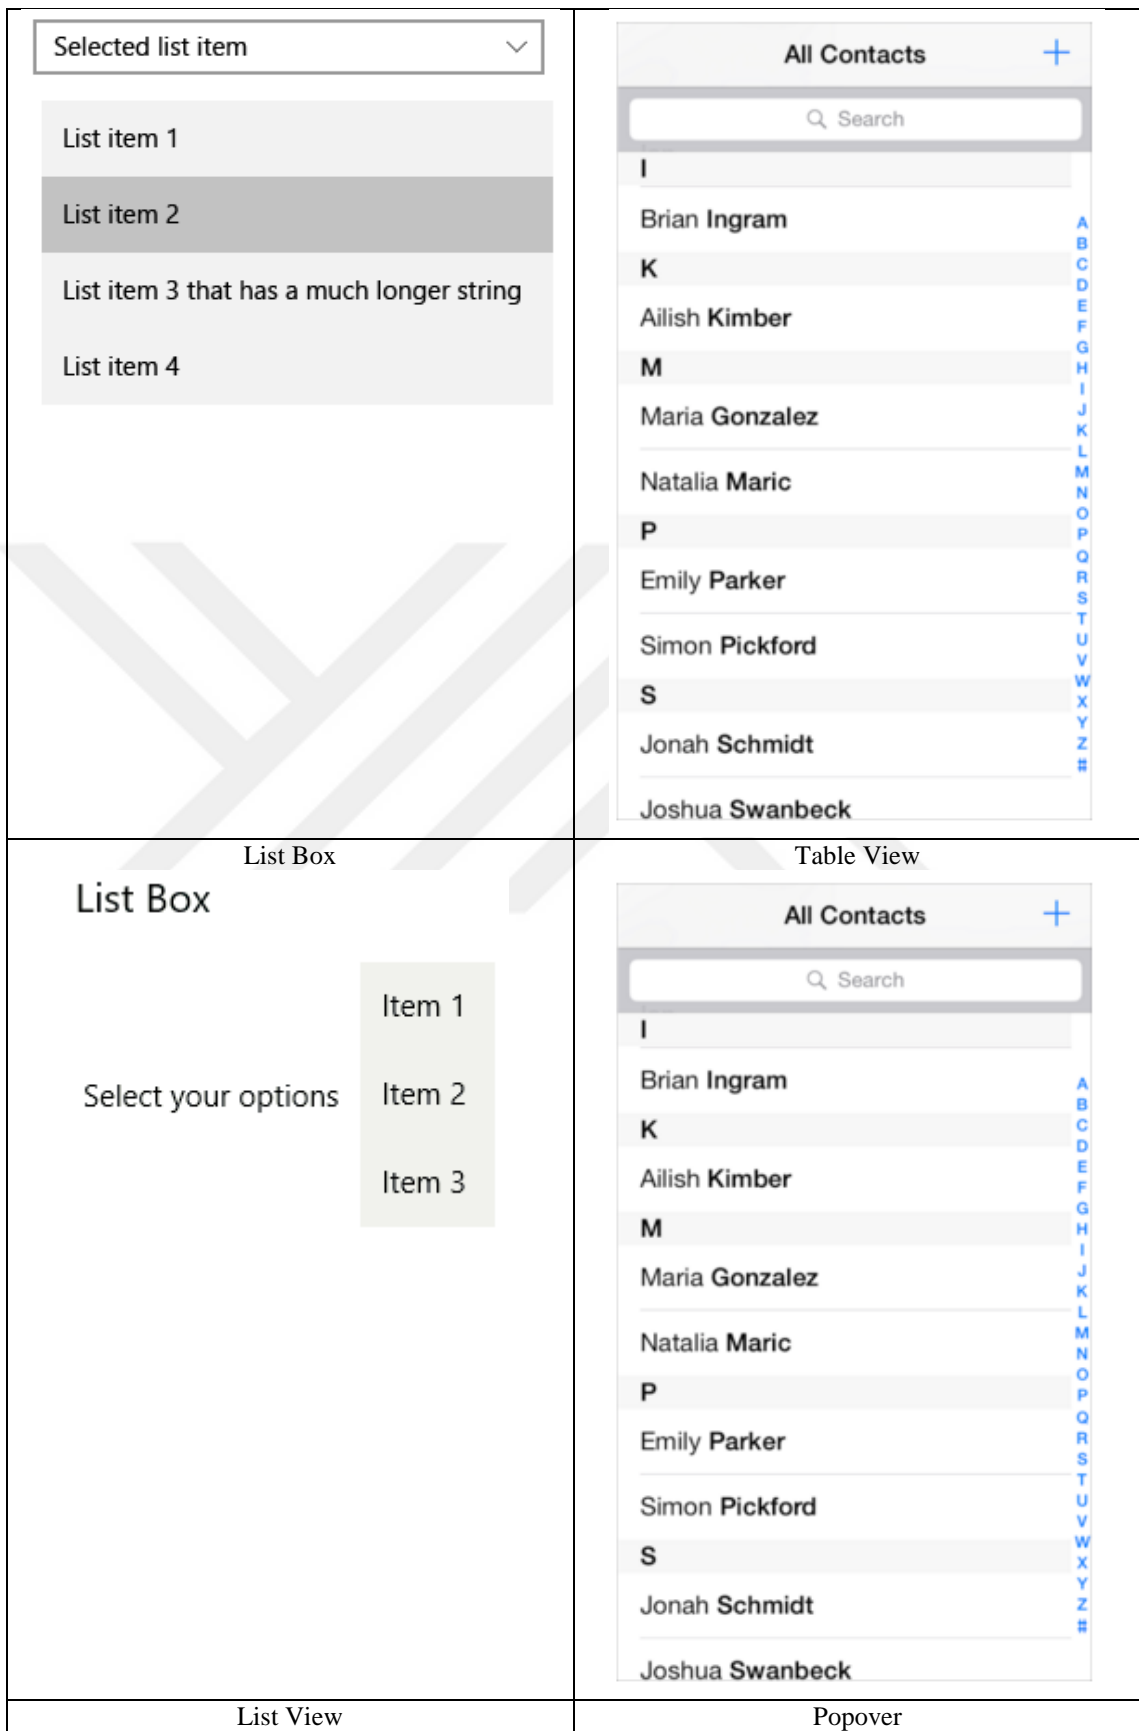 Selected list item
List item 1
List item 2
List item 3 that has a much longer string
List item 4
All Contacts +
Search
I
Brian Ingram
K
Ailish Kimber
M
Maria Gonzalez
Natalia Maric
P
Emily Parker
Simon Pickford
S
Jonah Schmidt
Joshua Swanbeck
A
B
C
D
E
F
G
H
I
J
K
L
M
N
O
P
Q
R
S
T
U
V
W
X
Y
Z
#
List Box
Table View
List Box
Select your options
Item 1
Item 2
Item 3
All Contacts +
Search
I
Brian Ingram
K
Ailish Kimber
M
Maria Gonzalez
Natalia Maric
P
Emily Parker
Simon Pickford
S
Jonah Schmidt
Joshua Swanbeck
A
B
C
D
E
F
G
H
I
J
K
L
M
N
O
P
Q
R
S
T
U
V
W
X
Y
Z
#
List View
Popover